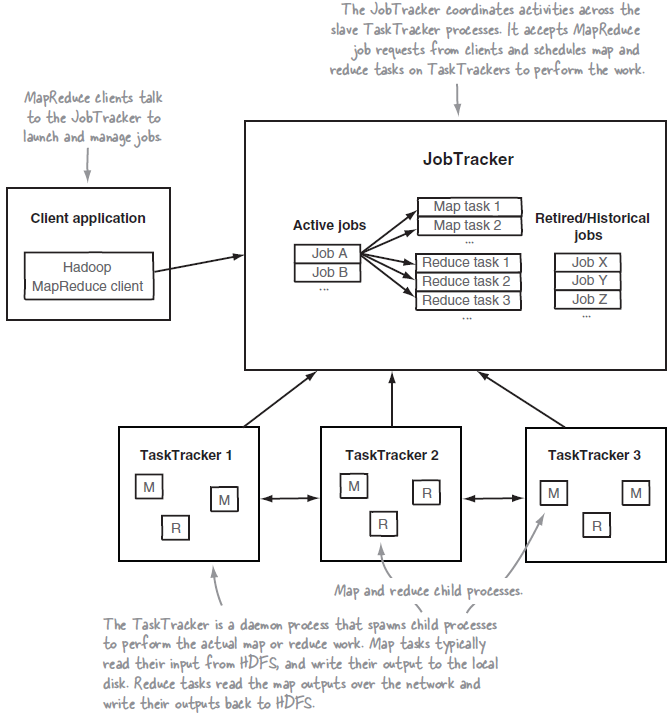 The JobTracker coordinates activities across the
slave TaskTracker processes. It accepts MapReduce
job requests from clients and schedules map and
reduce tasks on TaskTrackers to perform the work.
MapReduce clients talk
to the JobTracker to
launch and manage jobs.
JobTracker
Client application
Hadoop
MapReduce client
Active jobs
Job A
Job B
...
Map task 1
Map task 2
...
Reduce task 1
Reduce task 2
Reduce task 3
...
Retired/Historical
jobs
Job X
Job Y
Job Z
...
TaskTracker 1
M
M
R
TaskTracker 2
M
R
R
TaskTracker 3
M
M
R
Map and reduce child processes.
The TaskTracker is a daemon process that spawns child processes
to perform the actual map or reduce work. Map tasks typically
read their input from HDFS, and write their output to the local
disk. Reduce tasks read the map outputs over the network and
write their outputs back to HDFS.